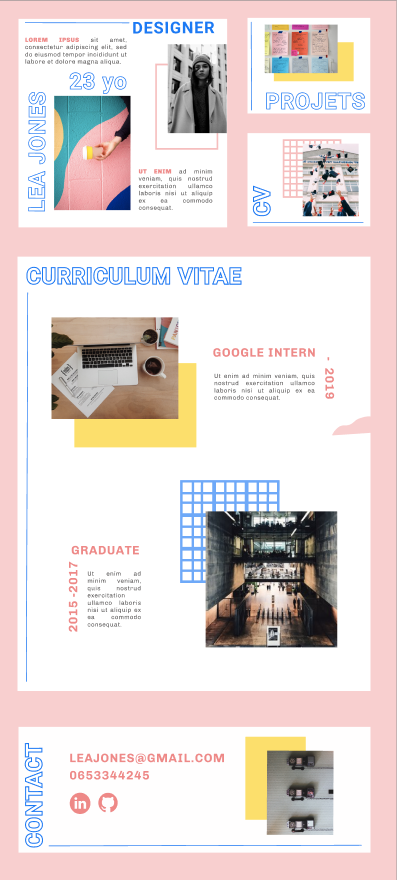 DESIGNER
LOREM IPSUM sit amet,
consectetur adipiscing elit, sed
do eiusmod tempor incididunt ut
labore et dolore magna aliqua.
23 yo
LEA JONES
UT ENIM ad minim
veniam, quis nostrud
exercitation ullamco
laboris nisi ut aliquip
ex ea commodo
consequat.
PROJETS
CV
CURRICULUM VITAE
GOOGLE INTERN
- 2019
Ut enim ad minim veniam, quis
nostrud exercitation ullamco
laboris nisi ut aliquip ex ea
commodo consequat.
GRADUATE
2015-2017
Ut enim ad
minim veniam,
quis nostrud
exercitation
ullamco laboris
nisi ut aliquip ex
ea commodo
consequat.
CONTACT
LEAJONES@GMAIL.COM
0653344245
in